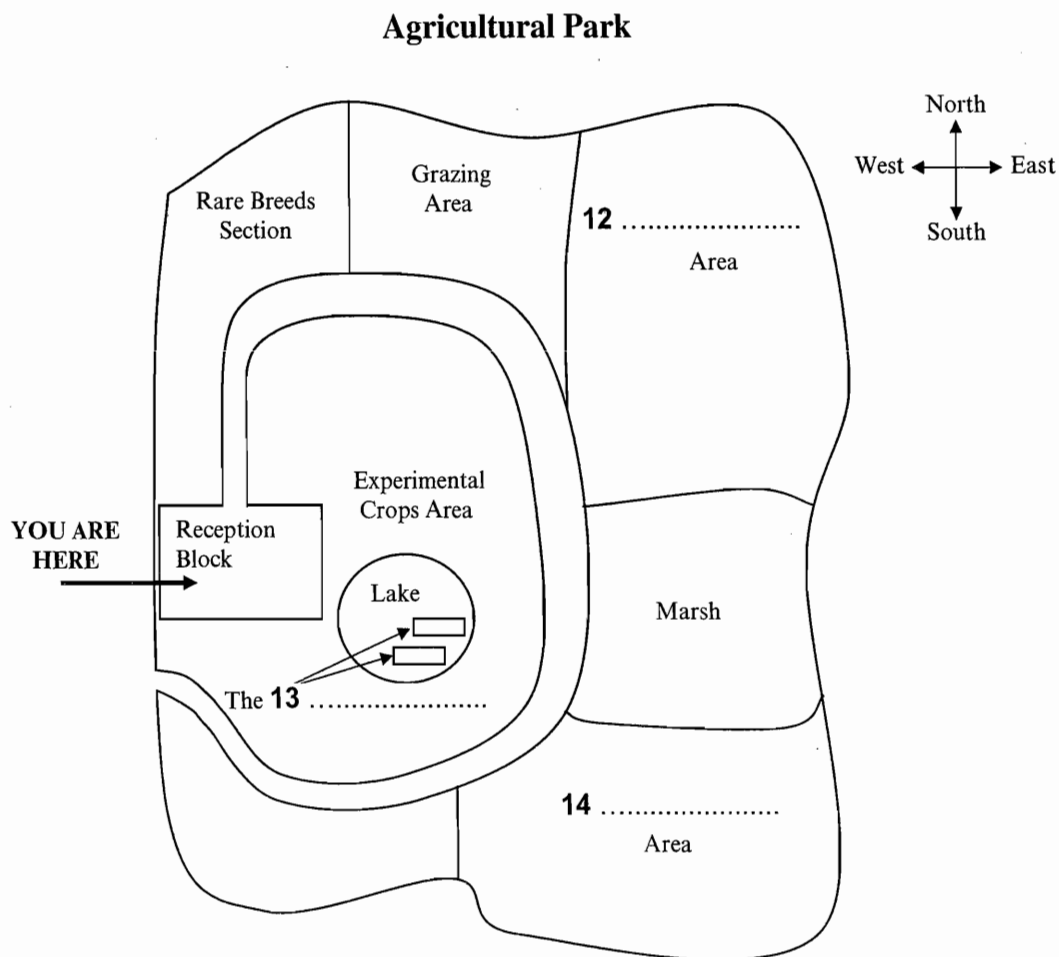 Agricultural Park
North
West
East
South
Rare Breeds
Section
Grazing
Area
12 ........................
Area
Experimental
Crops Area
YOU ARE
HERE
Reception
Block
Lake
Marsh
The 13 ........................
14 ........................
Area